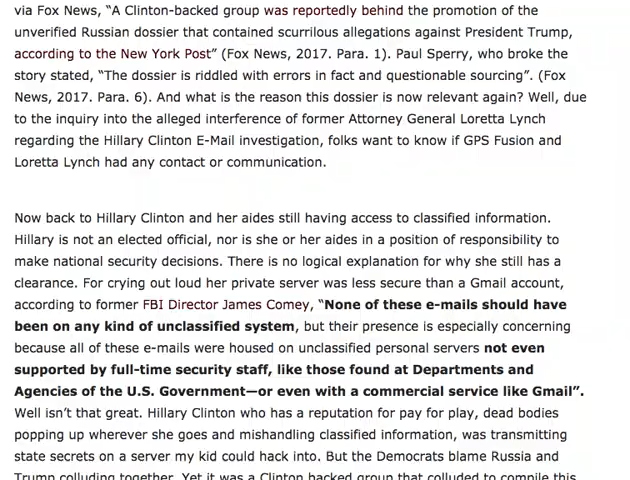 via Fox News, “A Clinton-backed group was reportedly behind the promotion of the
unverified Russian dossier that contained scurrilous allegations against President Trump,
according to the New York Post” (Fox News, 2017. Para. 1). Paul Sperry, who broke the
story stated, “The dossier is riddled with errors in fact and questionable sourcing”. (Fox
News, 2017. Para. 6). And what is the reason this dossier is now relevant again? Well, due
to the inquiry into the alleged interference of former Attorney General Loretta Lynch
regarding the Hillary Clinton E-Mail investigation, folks want to know if GPS Fusion and
Loretta Lynch had any contact or communication.
Now back to Hillary Clinton and her aides still having access to classified information.
Hillary is not an elected official, nor is she or her aides in a position of responsibility to
make national security decisions. There is no logical explanation for why she still has a
clearance. For crying out loud her private server was less secure than a Gmail account,
according to former FBI Director James Comey, “None of these e-mails should have
been on any kind of unclassified system, but their presence is especially concerning
because all of these e-mails were housed on unclassified personal servers not even
supported by full-time security staff, like those found at Departments and
Agencies of the U.S. Government—or even with a commercial service like Gmail”.
Well isn’t that great. Hillary Clinton who has a reputation for pay for play, dead bodies
popping up wherever she goes and mishandling classified information, was transmitting
state secrets on a server my kid could hack into. But the Democrats blame Russia and
Trump colluding together. Yet it was a Clinton backed group that colluded to compile this